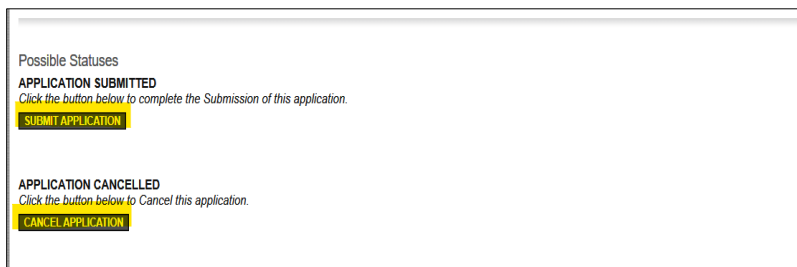 Possible Statuses
APPLICATION SUBMITTED
Click the button below to complete the Submission of this application.
SUBMIT APPLICATION
APPLICATION CANCELLED
Click the button below to Cancel this application.
CANCEL APPLICATION